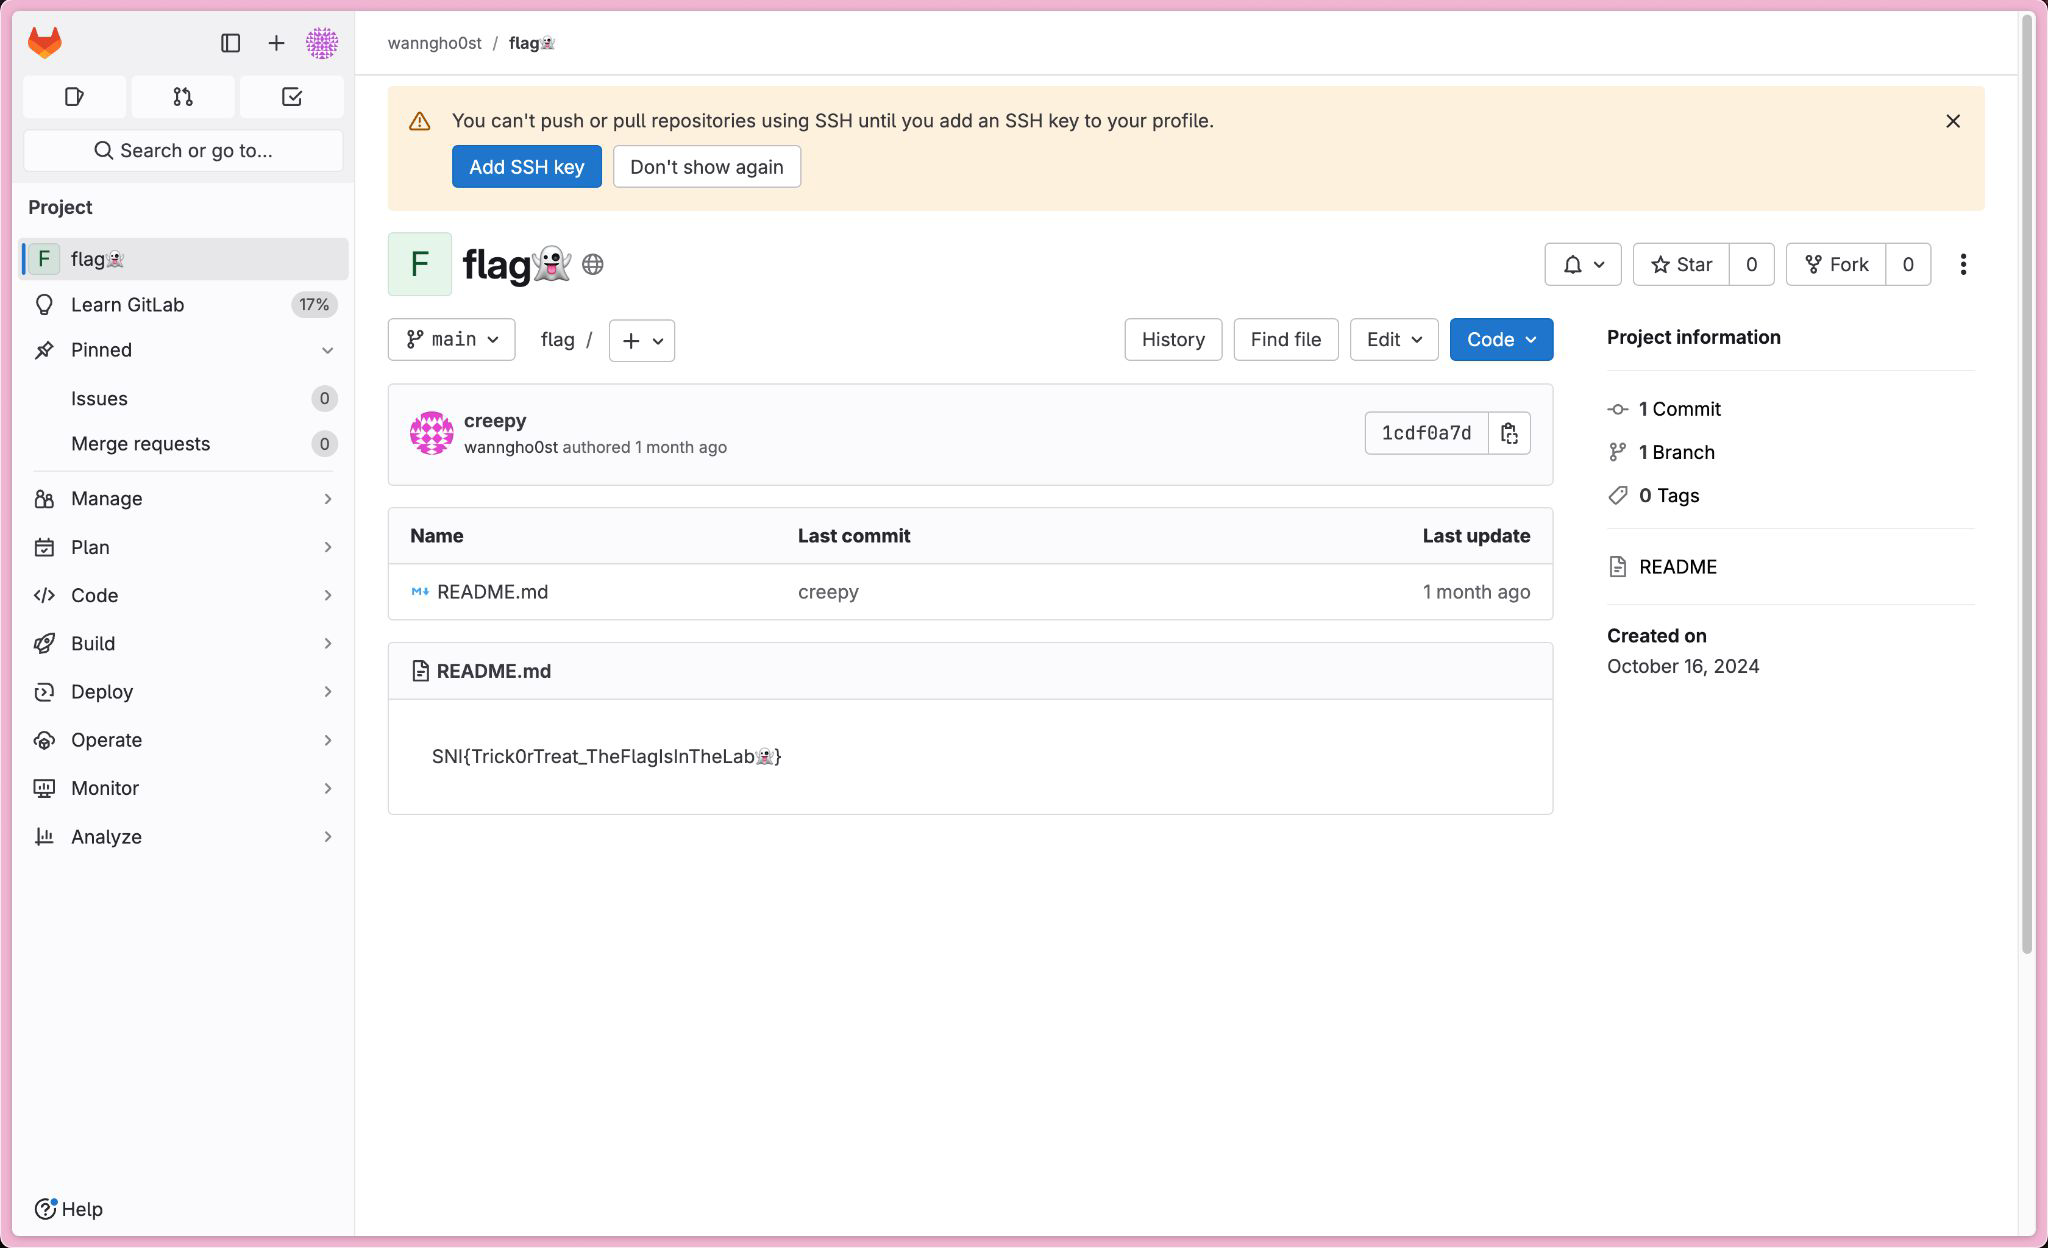 wanngho0st / flag👻
You can't push or pull repositories using SSH until you add an SSH key to your profile.
Add SSH key
Don't show again
Search or go to...
Project
F flag👻
Learn GitLab 17%
Pinned
Issues 0
Merge requests 0
Manage
Plan
Code
Build
Deploy
Operate
Monitor
Analyze
Help
F flag👻
Star 0
Fork 0
main
flag /
History
Find file
Edit
Code
creepy
wanngho0st authored 1 month ago
1cdf0a7d
Name Last commit Last update
README.md creepy 1 month ago
README.md
SNI{Trick0rTreat_TheFlagIsInTheLab👻}
Project information
1 Commit
1 Branch
0 Tags
README
Created on
October 16, 2024